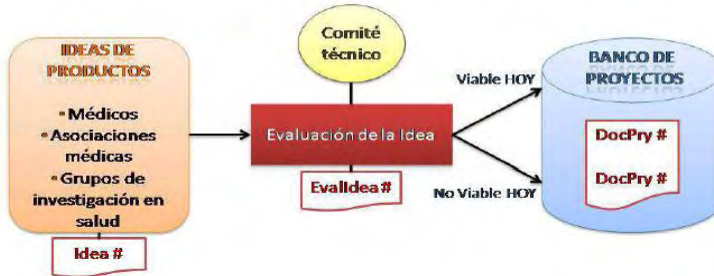 IDEAS DE
PRODUCTOS
• Médicos
• Asociaciones
médicas
• Grupos de
investigación en
salud
Idea #
Comité
técnico
Evaluación de la Idea
EvalIdea #
Viable HOY
No Viable HOY
BANCO DE
PROYECTOS
DocPry #
DocPry #